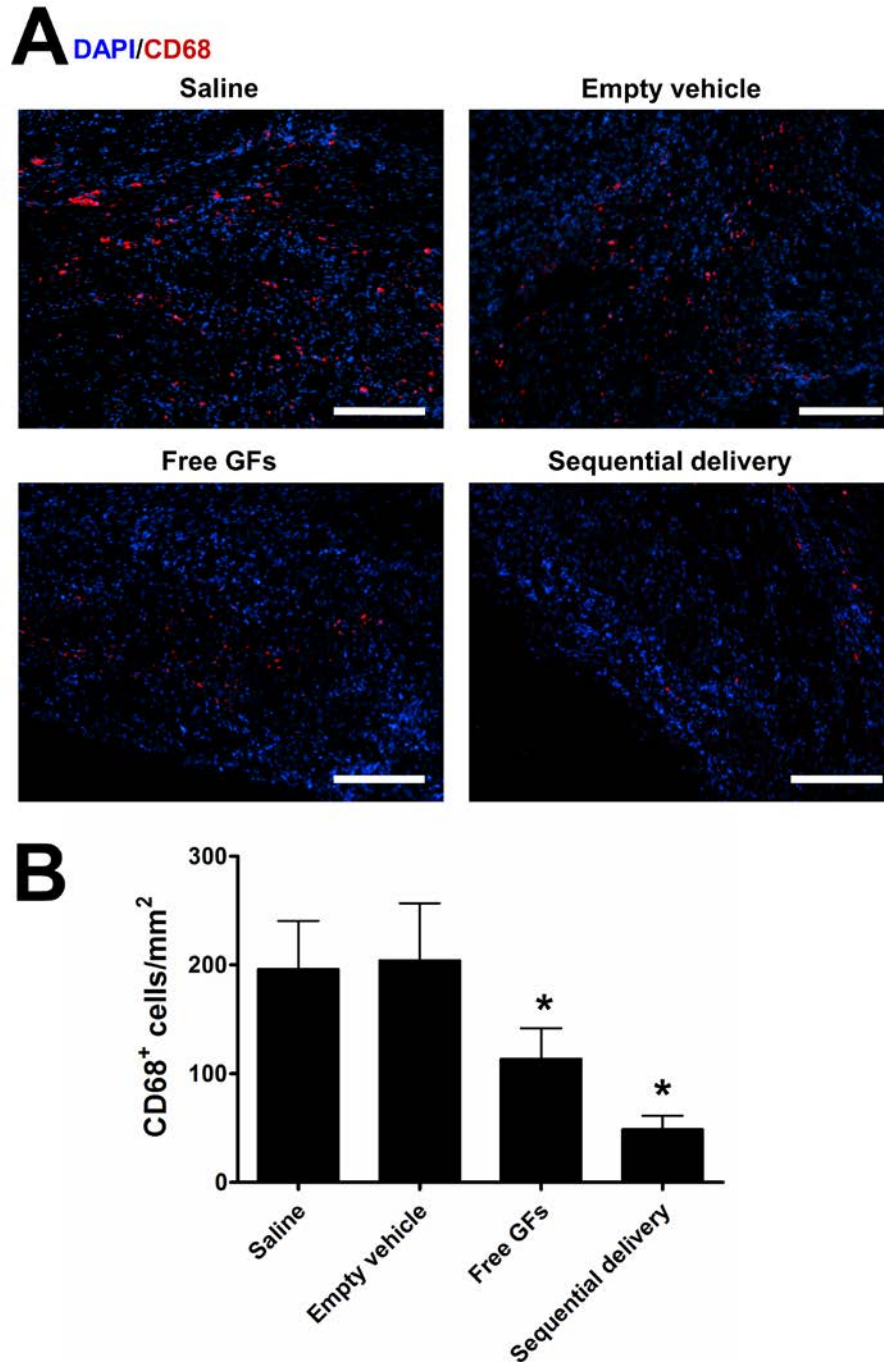 A DAPI/CD68
Saline
Empty vehicle
Free GFs
Sequential delivery
B
300
200
100
0
CD68+ cells/mm2
*
*
Saline
Empty vehicle
Free GFs
Sequential delivery